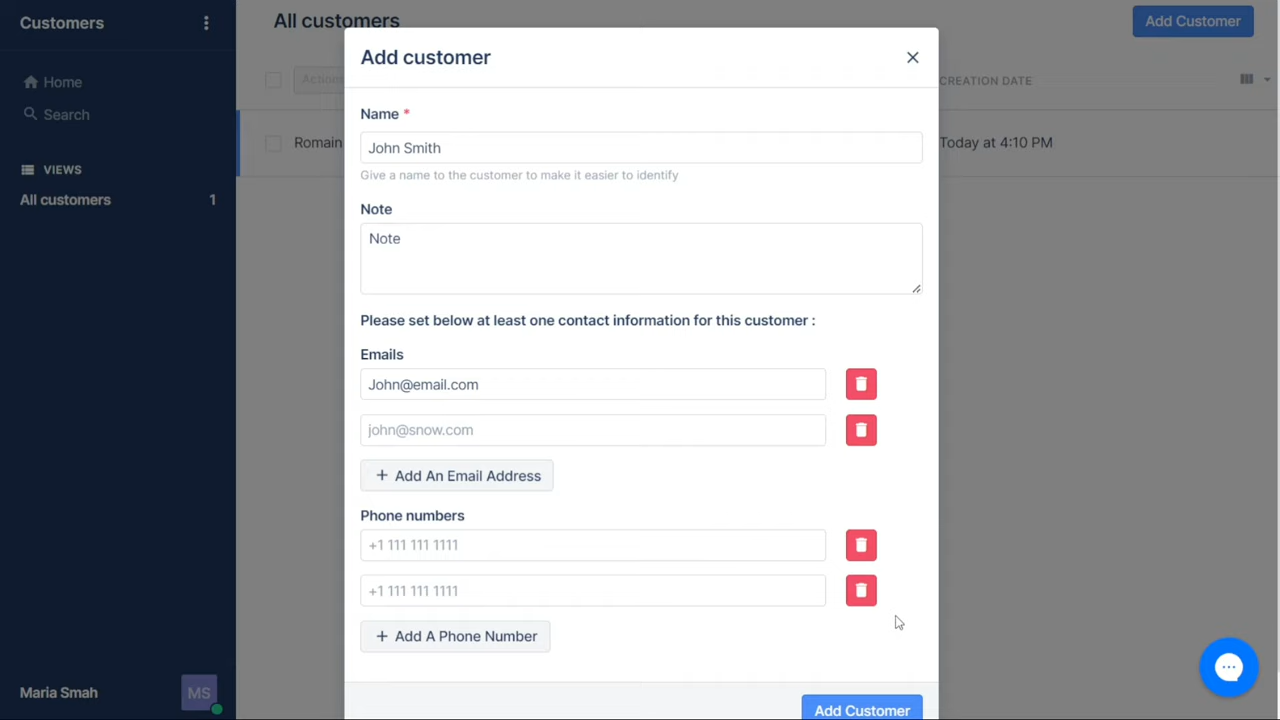 Customers
Home
Search
VIEWS
All customers 1
Maria Smah
MS
All customers
Add Customer
Actions
CREATION DATE
Romain
Today at 4:10 PM
Add customer
Name *
John Smith
Give a name to the customer to make it easier to identify
Note
Note
Please set below at least one contact information for this customer :
Emails
John@email.com
john@snow.com
+ Add An Email Address
Phone numbers
+1 111 111 1111
+1 111 111 1111
+ Add A Phone Number
Add Customer